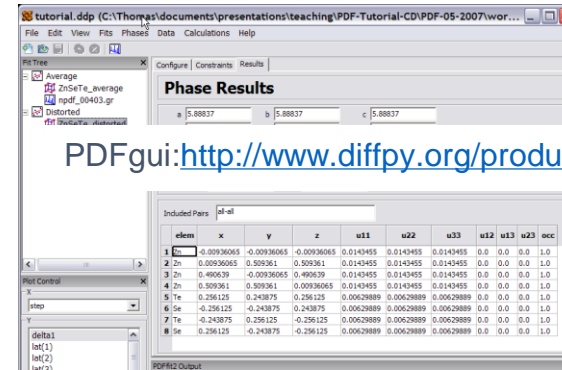 tutorial.ddp (C:\Thomas\documents\presentations\teaching\PDF-Tutorial-CD\PDF-05-2007\wor...
File Edit View Fits Phases Data Calculations Help
Fit Tree
Configure Constraints Results
Average
ZnSeTe_average
npdf_00403.gr
Distorted
ZnSeTe_distorted
Phase Results
a 5.88837 b 5.88837 c 5.88837
PDFgui:http://www.diffpy.org/produ
Included Pairs all-all
elem x y z u11 u22 u33 u12 u13 u23 occ
1 Zn -0.00936065 -0.00936065 -0.00936065 0.0143455 0.0143455 0.0143455 0.0 0.0 0.0 1.0
2 Zn 0.00936065 0.509361 0.509361 0.0143455 0.0143455 0.0143455 0.0 0.0 0.0 1.0
3 Zn 0.490639 -0.00936065 0.490639 0.0143455 0.0143455 0.0143455 0.0 0.0 0.0 1.0
4 Zn 0.509361 0.509361 0.00936065 0.0143455 0.0143455 0.0143455 0.0 0.0 0.0 1.0
5 Te 0.256125 0.243875 0.256125 0.00629889 0.00629889 0.00629889 0.0 0.0 0.0 1.0
6 Se -0.256125 -0.243875 0.243875 0.00629889 0.00629889 0.00629889 0.0 0.0 0.0 1.0
7 Te -0.243875 0.256125 -0.256125 0.00629889 0.00629889 0.00629889 0.0 0.0 0.0 1.0
8 Se 0.256125 -0.243875 -0.243875 0.00629889 0.00629889 0.00629889 0.0 0.0 0.0 1.0
Plot Control
X
step
Y
delta1
lat(1)
lat(2)
lat(3)
PDFfit2 Output